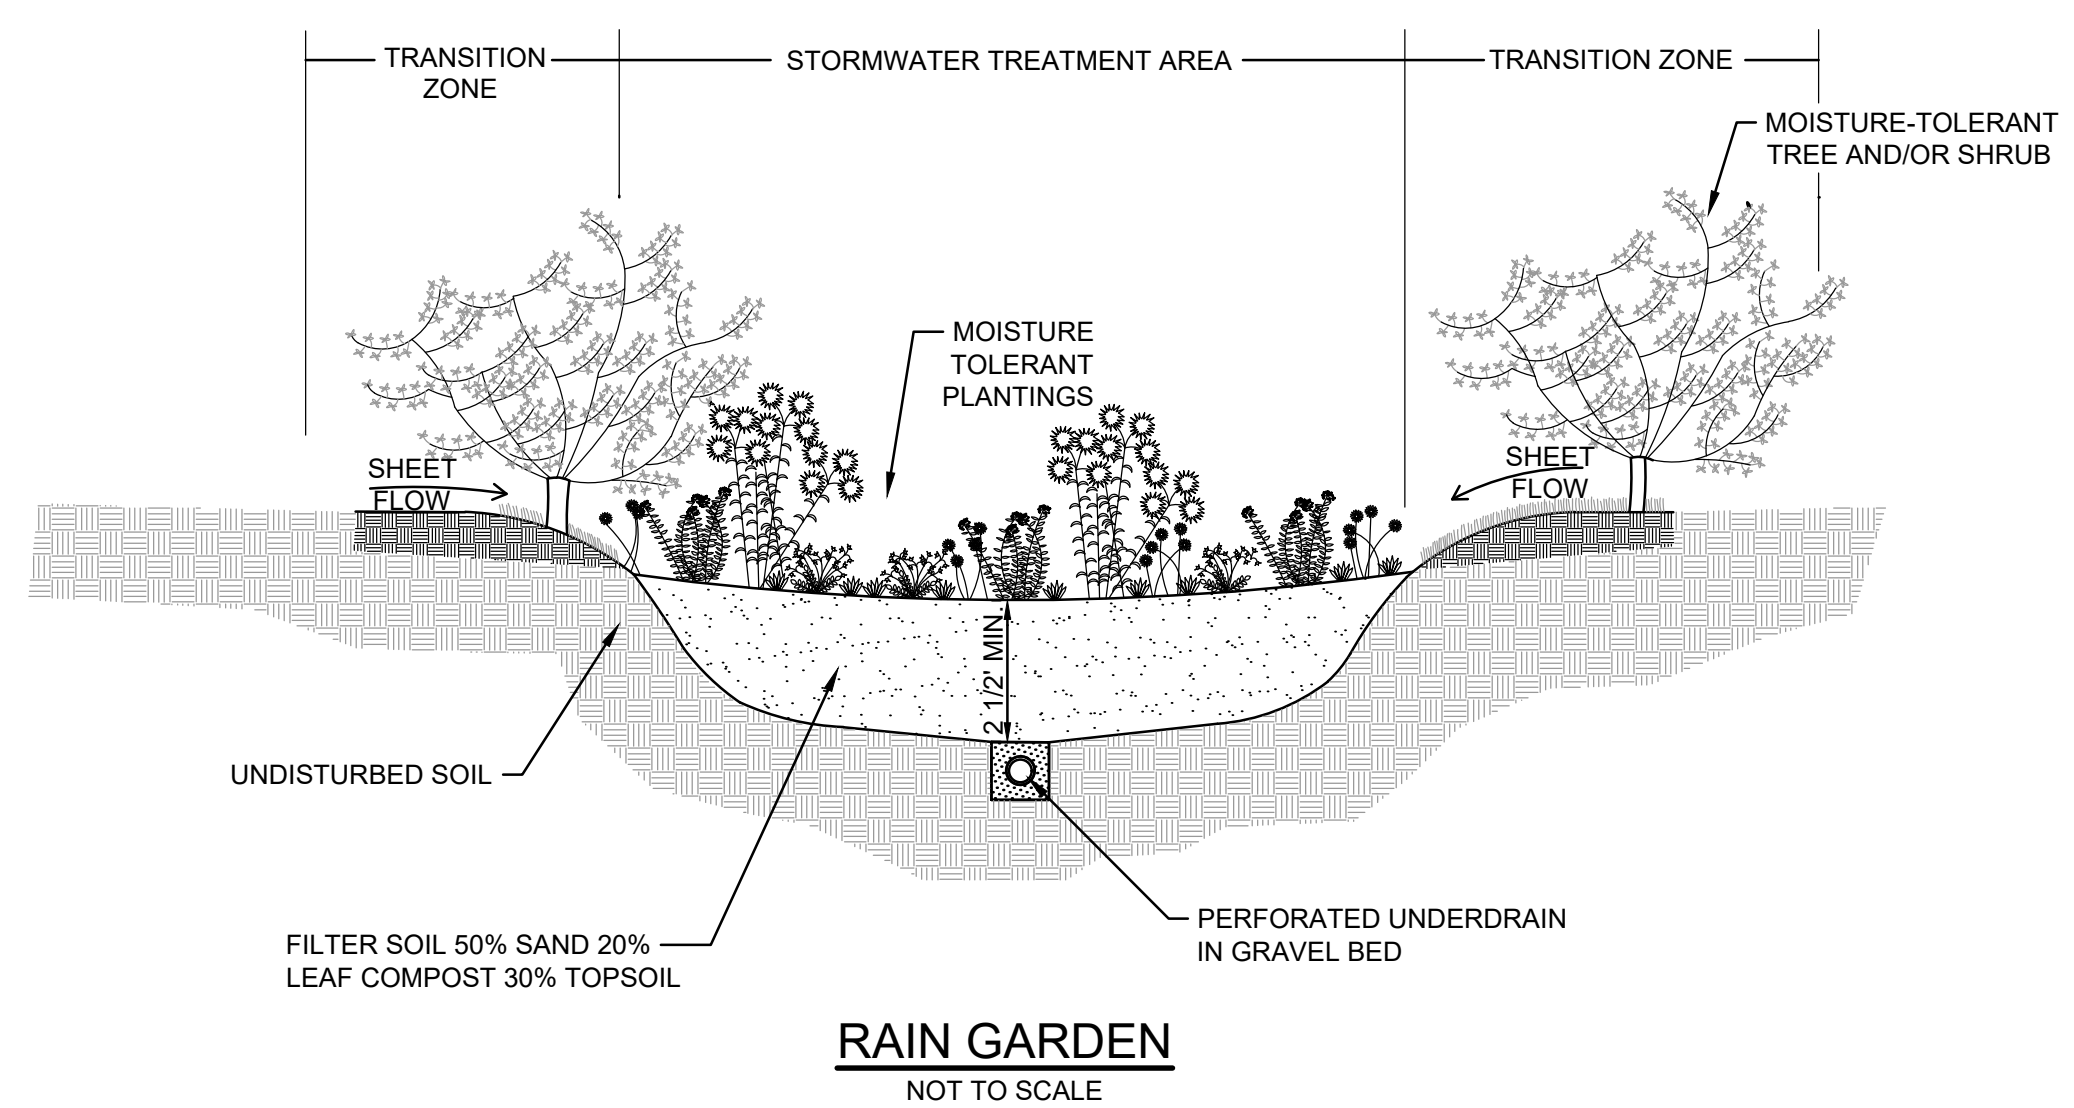 TRANSITION
ZONE
STORMWATER TREATMENT AREA
TRANSITION ZONE
MOISTURE-TOLERANT
TREE AND/OR SHRUB
MOISTURE
TOLERANT
PLANTINGS
SHEET
FLOW
SHEET
FLOW
2 1/2' MIN
UNDISTURBED SOIL
FILTER SOIL 50% SAND 20%
LEAF COMPOST 30% TOPSOIL
PERFORATED UNDERDRAIN
IN GRAVEL BED
RAIN GARDEN
NOT TO SCALE